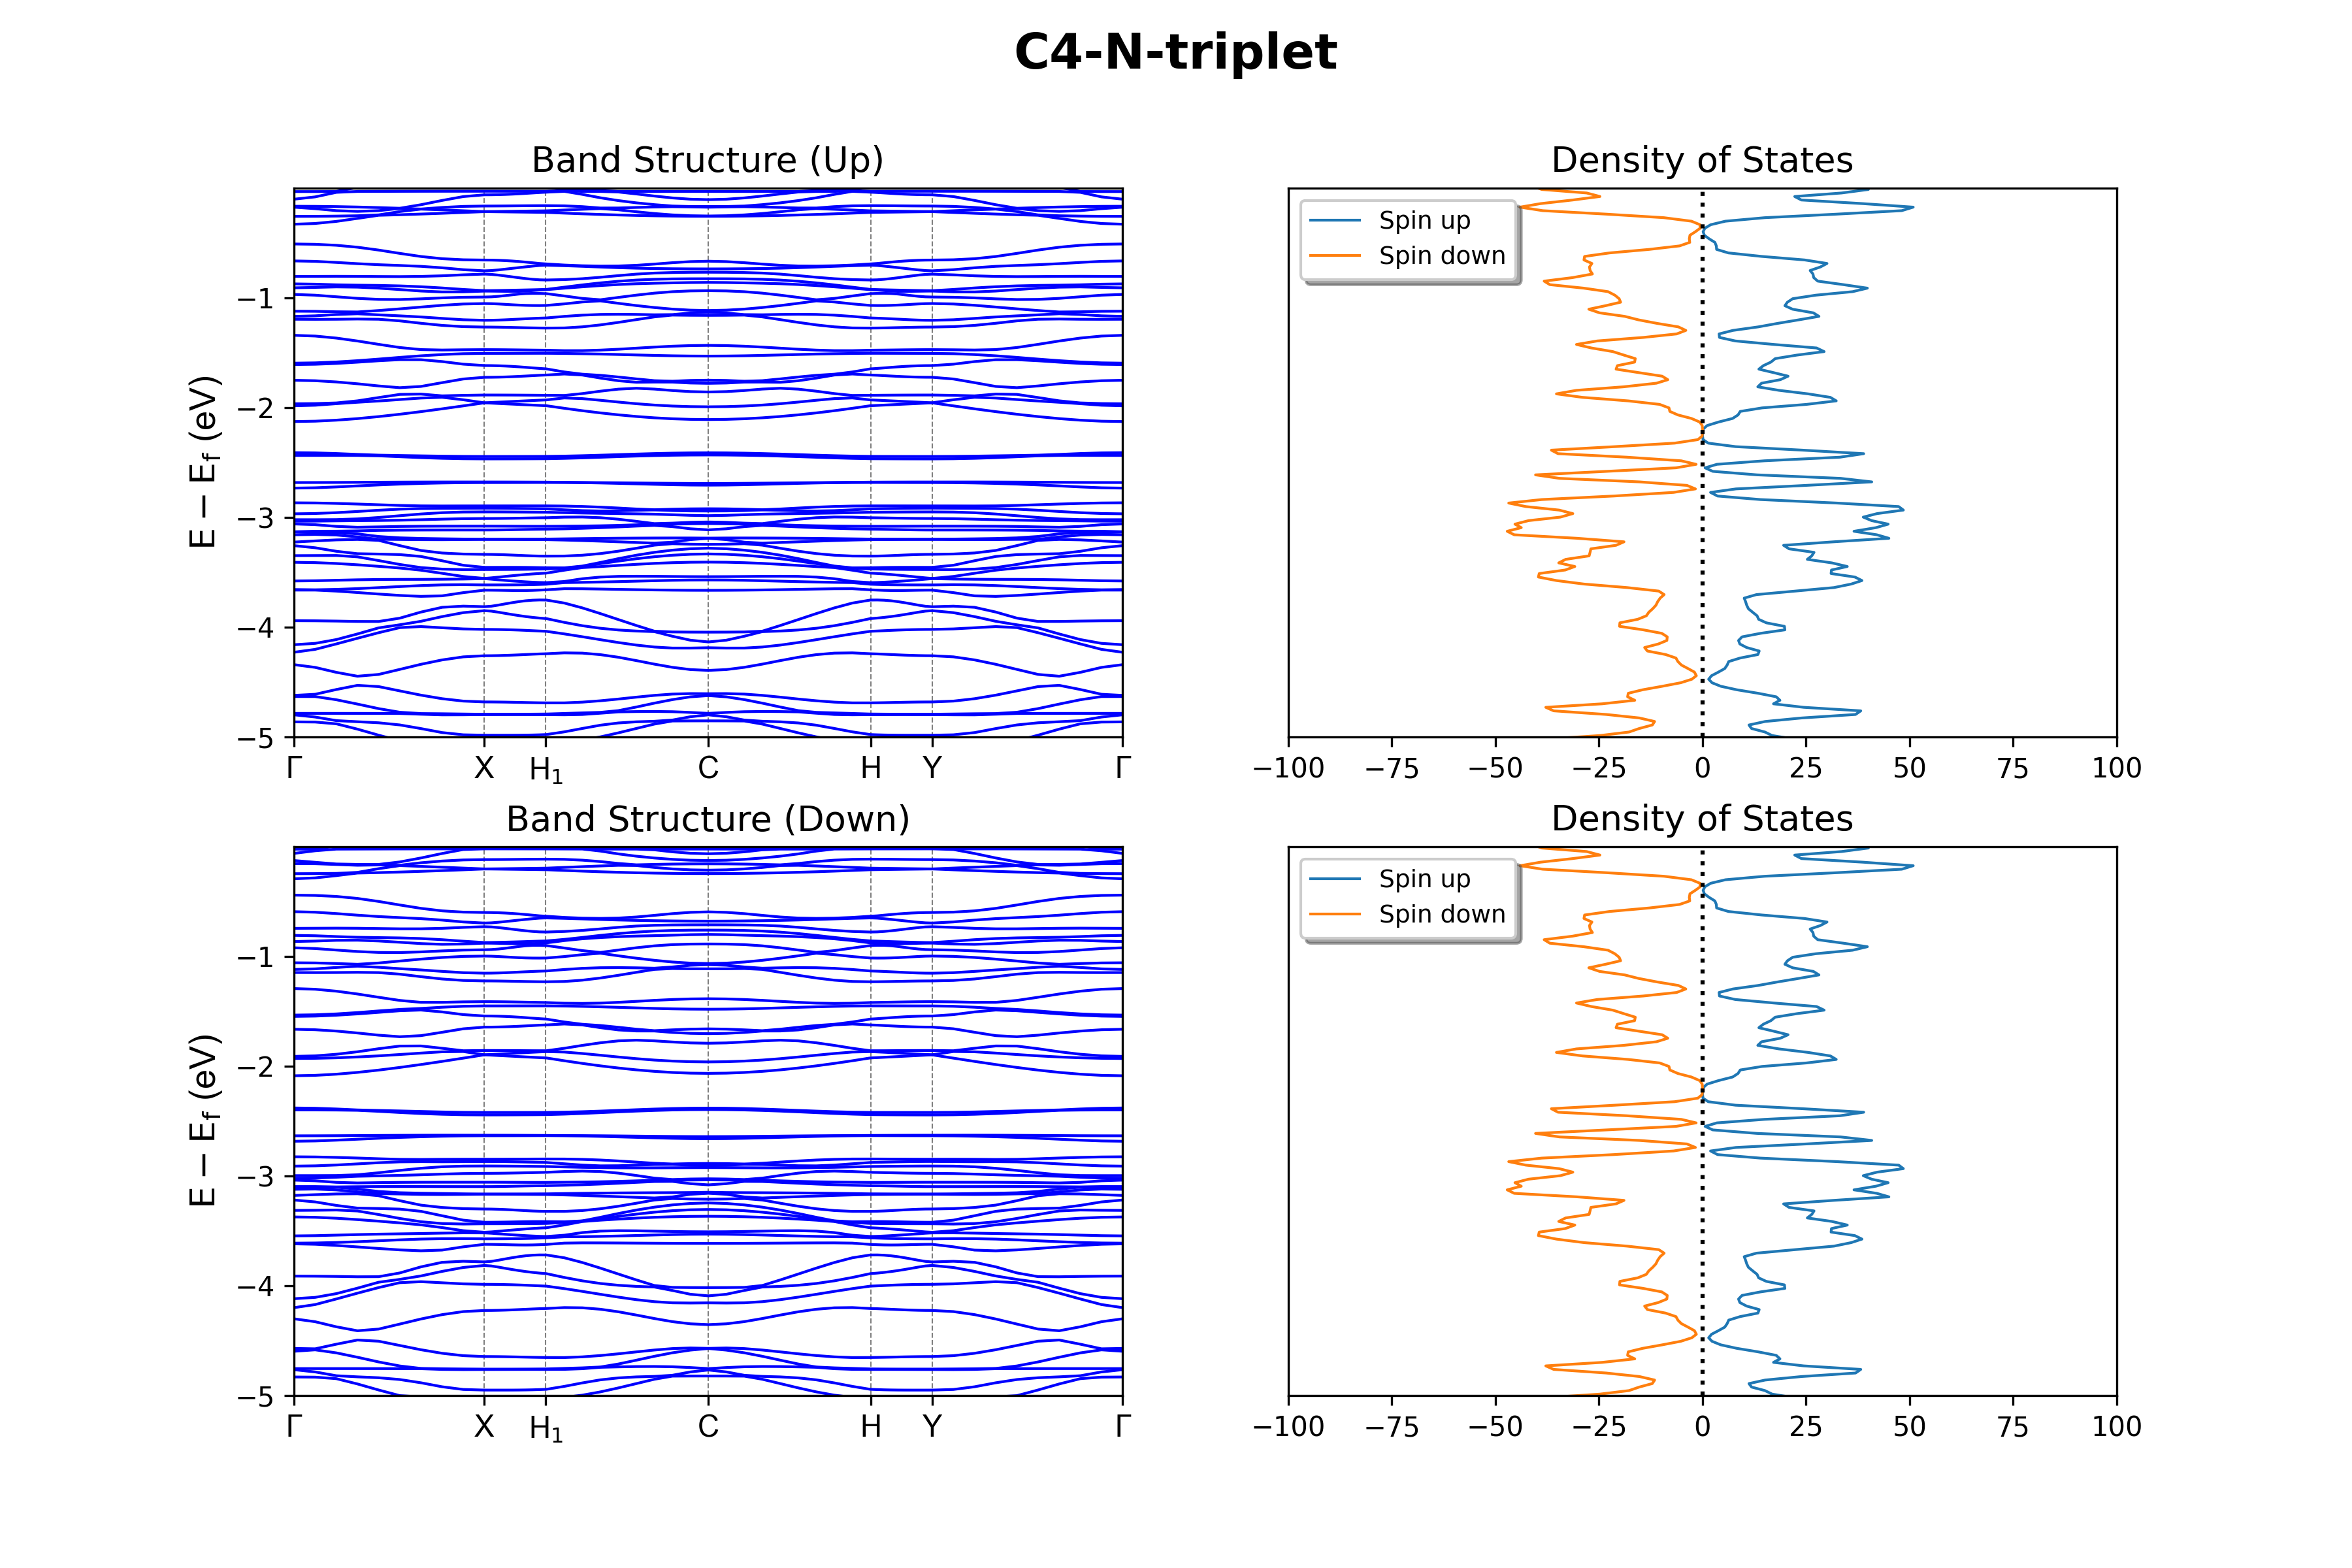 C4-N-triplet
Band Structure (Up)
Density of States
E − E_f (eV)
−1
−2
−3
−4
−5
Γ X H₁ C H Y Γ
Spin up
Spin down
−100 −75 −50 −25 0 25 50 75 100
Band Structure (Down)
Density of States
E − E_f (eV)
−1
−2
−3
−4
−5
Γ X H₁ C H Y Γ
Spin up
Spin down
−100 −75 −50 −25 0 25 50 75 100